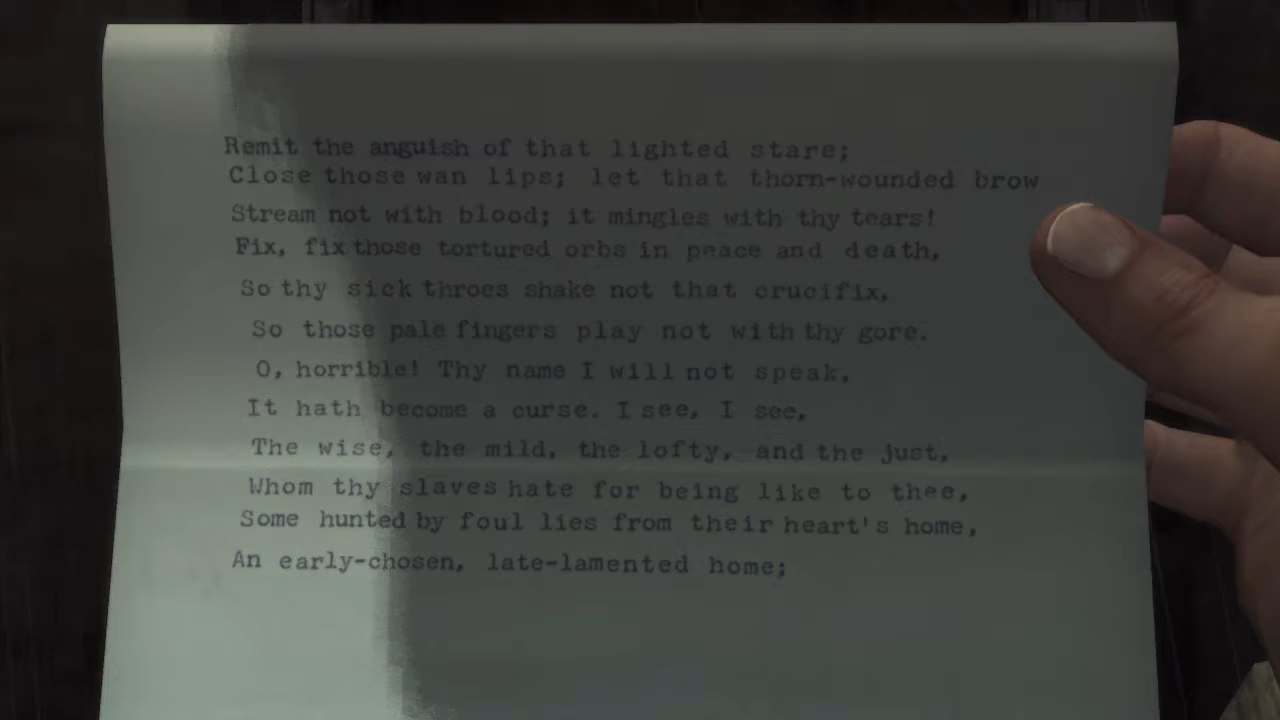 Remit the anguish of that lighted stare;
Close those wan lips; let that thorn-wounded brow
Stream not with blood; it mingles with thy tears!
Fix, fix those tortured orbs in peace and death,
So thy sick throes shake not that crucifix,
So those pale fingers play not with thy gore.
O, horrible! Thy name I will not speak,
It hath become a curse. I see, I see,
The wise, the mild, the lofty, and the just,
Whom thy slaves hate for being like to thee,
Some hunted by foul lies from their heart's home,
An early-chosen, late-lamented home;